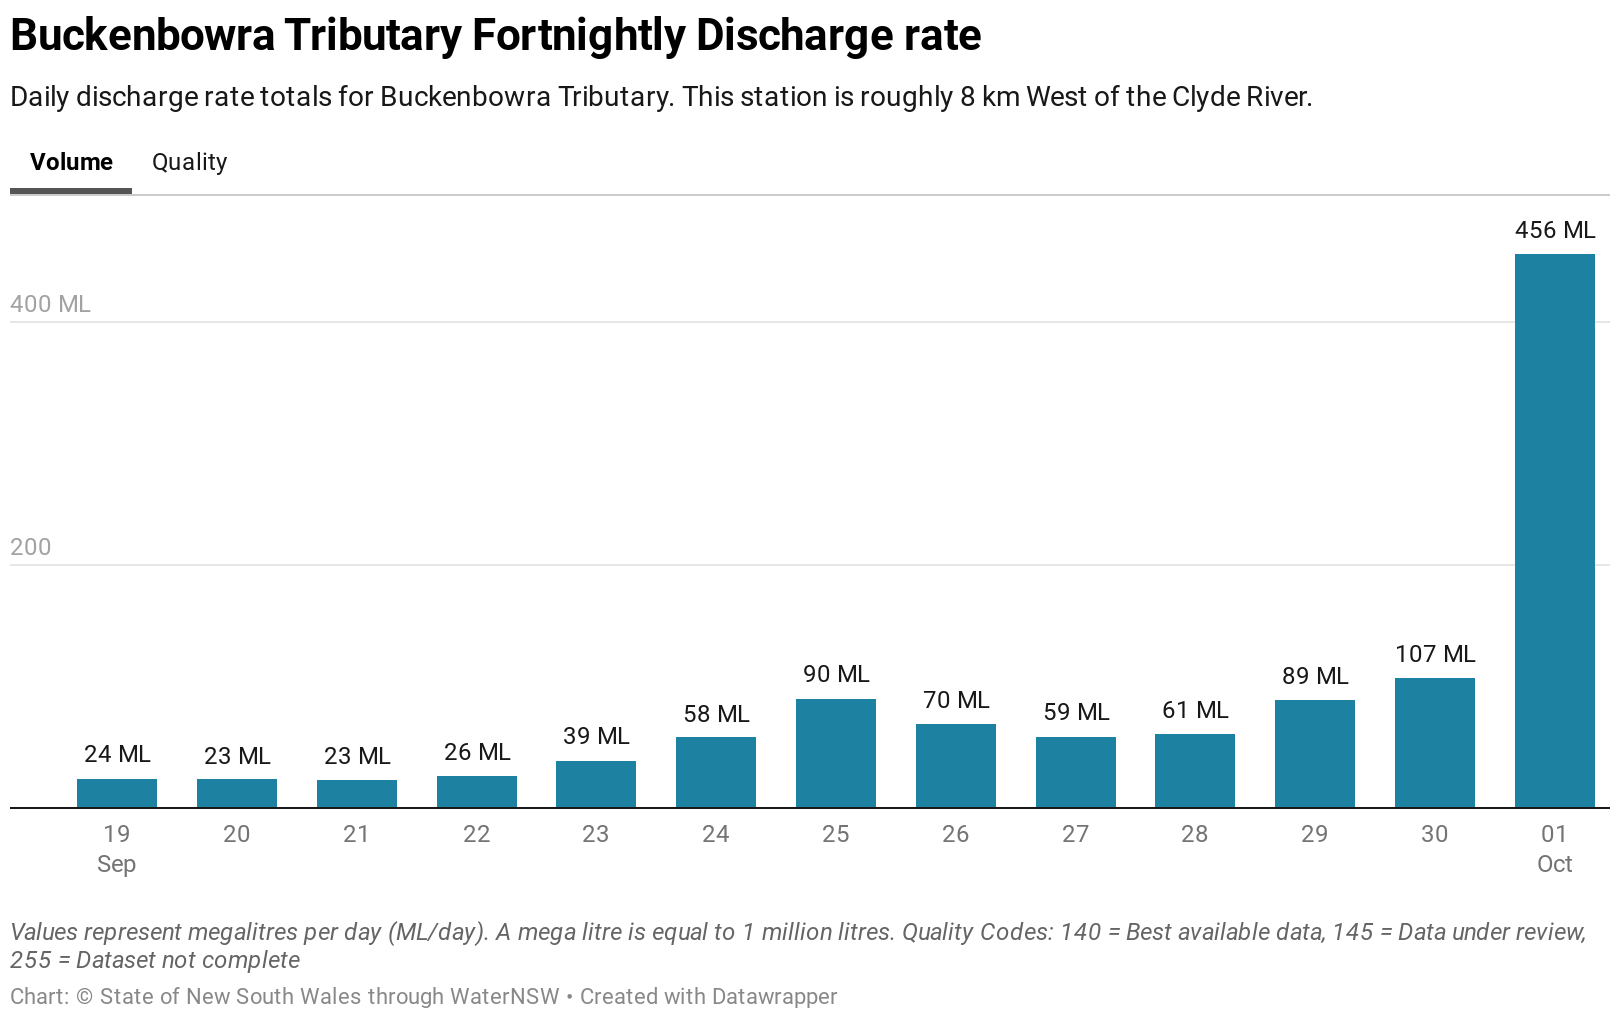 Buckenbowra Tributary Fortnightly Discharge rate
Daily discharge rate totals for Buckenbowra Tributary. This station is roughly 8 km West of the Clyde River.
Volume Quality
456 ML
400 ML
200
107 ML
90 ML
89 ML
70 ML
61 ML
59 ML
58 ML
39 ML
26 ML
24 ML 23 ML 23 ML
19 20 21 22 23 24 25 26 27 28 29 30 01
Sep Oct
Values represent megalitres per day (ML/day). A mega litre is equal to 1 million litres. Quality Codes: 140 = Best available data, 145 = Data under review,
255 = Dataset not complete
Chart: © State of New South Wales through WaterNSW • Created with Datawrapper